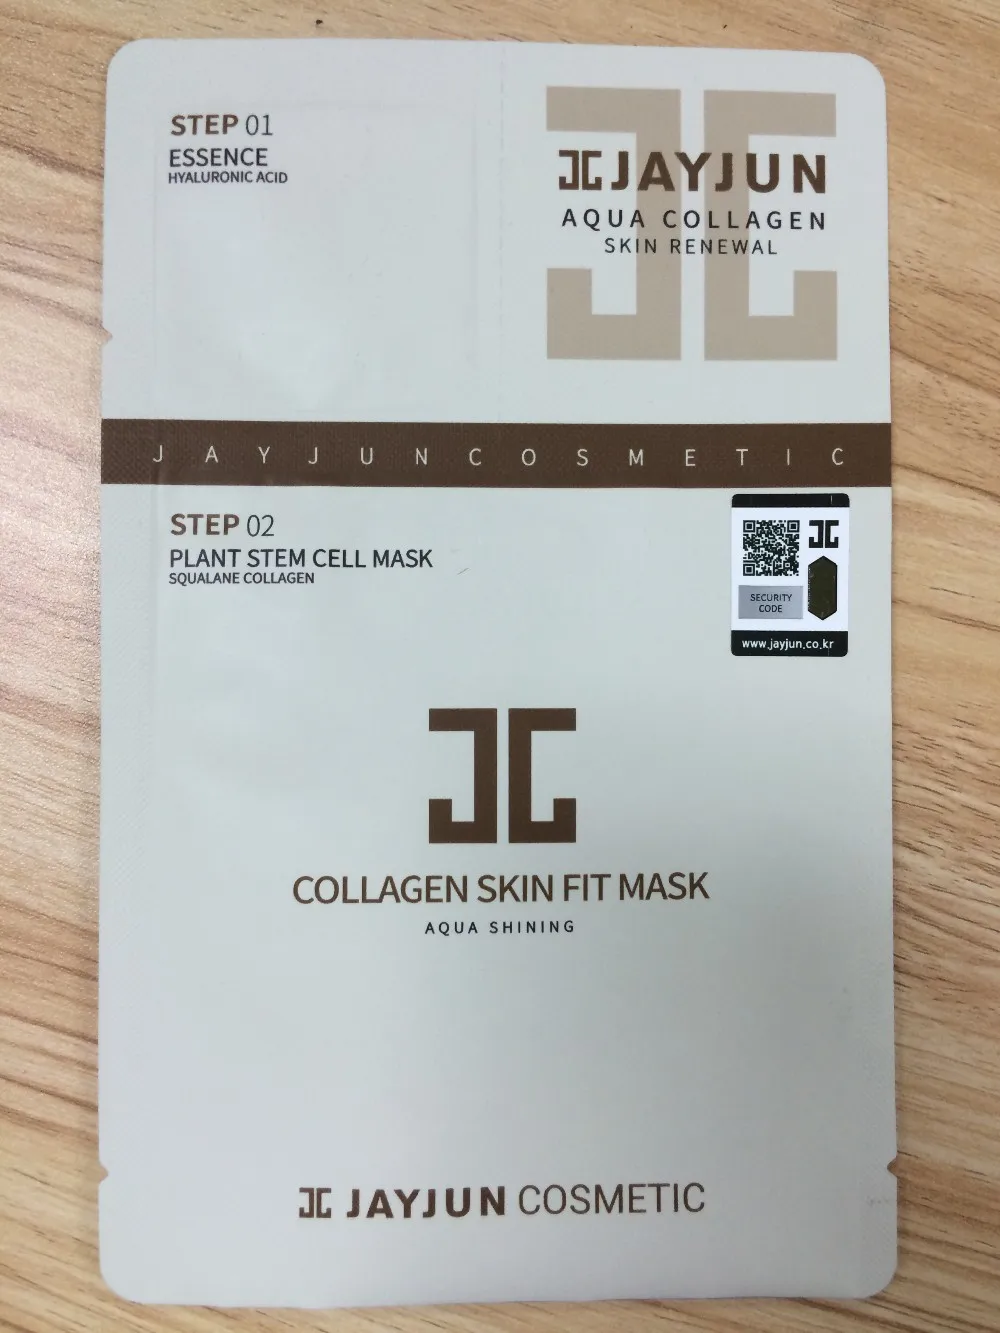 STEP 01
ESSENCE
HYALURONIC ACID
JAYJUN
AQUA COLLAGEN
SKIN RENEWAL
JAYJUNCOSMETIC
STEP 02
PLANT STEM CELL MASK
SQUALANE COLLAGEN
SECURITY
CODE
www.jayjun.co.kr
COLLAGEN SKIN FIT MASK
AQUA SHINING
JAYJUN COSMETIC